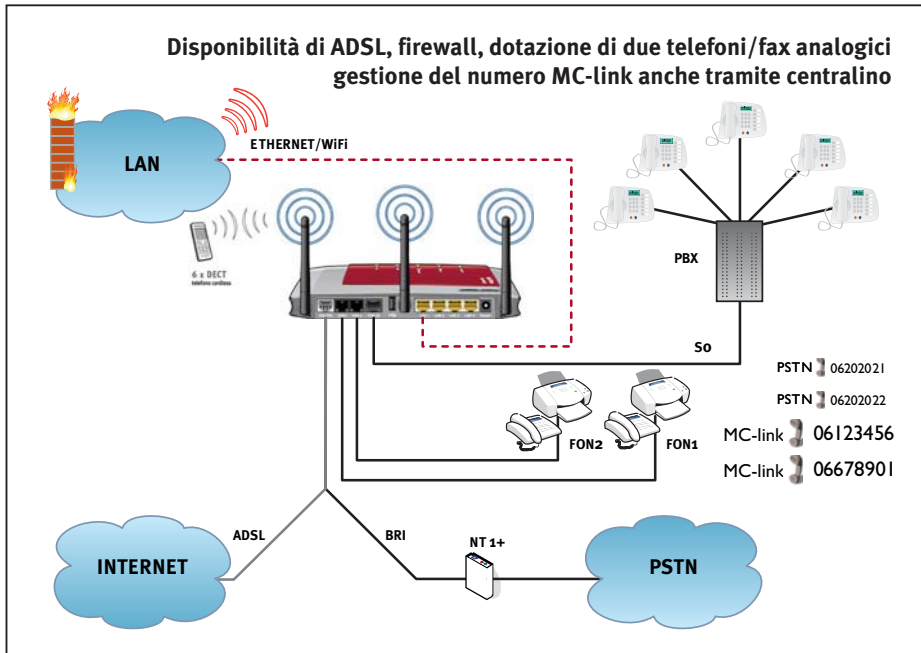 Disponibilità di ADSL, firewall, dotazione di due telefoni/fax analogici
gestione del numero MC-link anche tramite centralino
ETHERNET/WiFi
LAN
6 x DECT
telefono cordless
PBX
S0
PSTN 06202021
PSTN 06202022
MC-link 06123456
MC-link 06678901
FON2
FON1
ADSL
BRI
NT 1+
INTERNET
PSTN